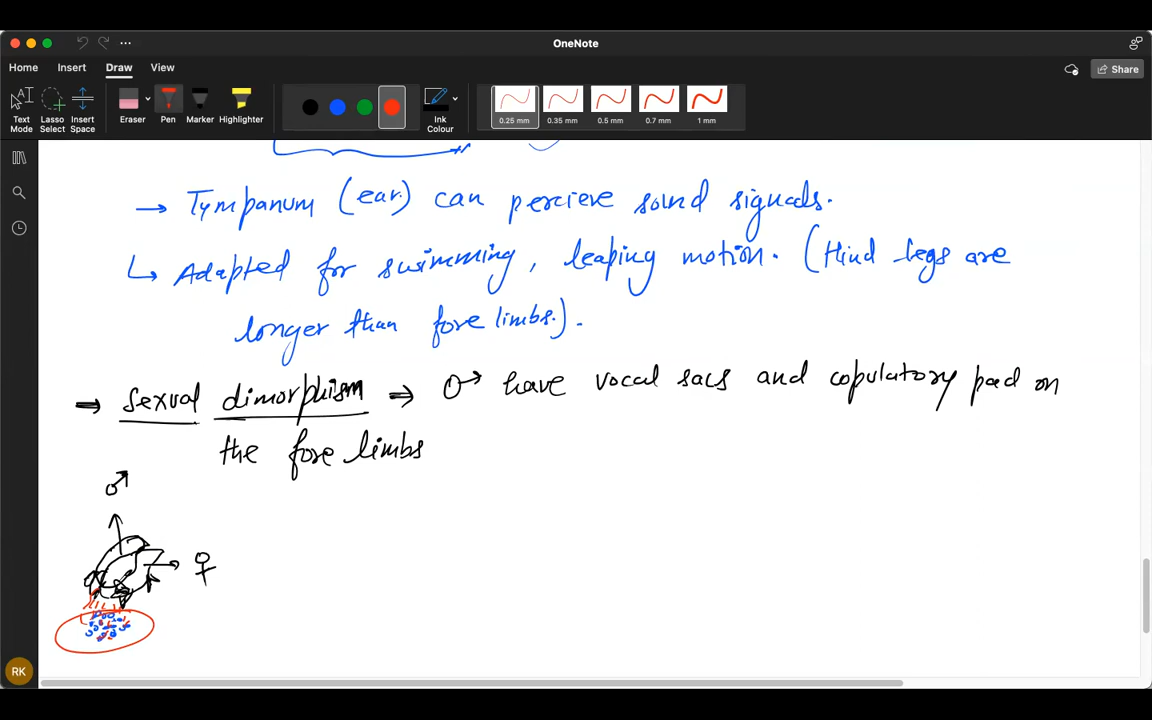 OneNote
Home Insert Draw View
Share
Text Mode
Lasso Select
Insert Space
Eraser
Pen
Marker
Highlighter
Ink Colour
0.25 mm
0.35 mm
0.5 mm
0.7 mm
1 mm
→ Tympanum (ear) can percieve sound signals.
↳ Adapted for swimming, leaping motion. (Hind legs are
longer than fore limbs.).
⇒ Sexual dimorphism ⇒ ♂ have vocal sacs and copulatory pad on
the fore limbs
♂
♀
RK